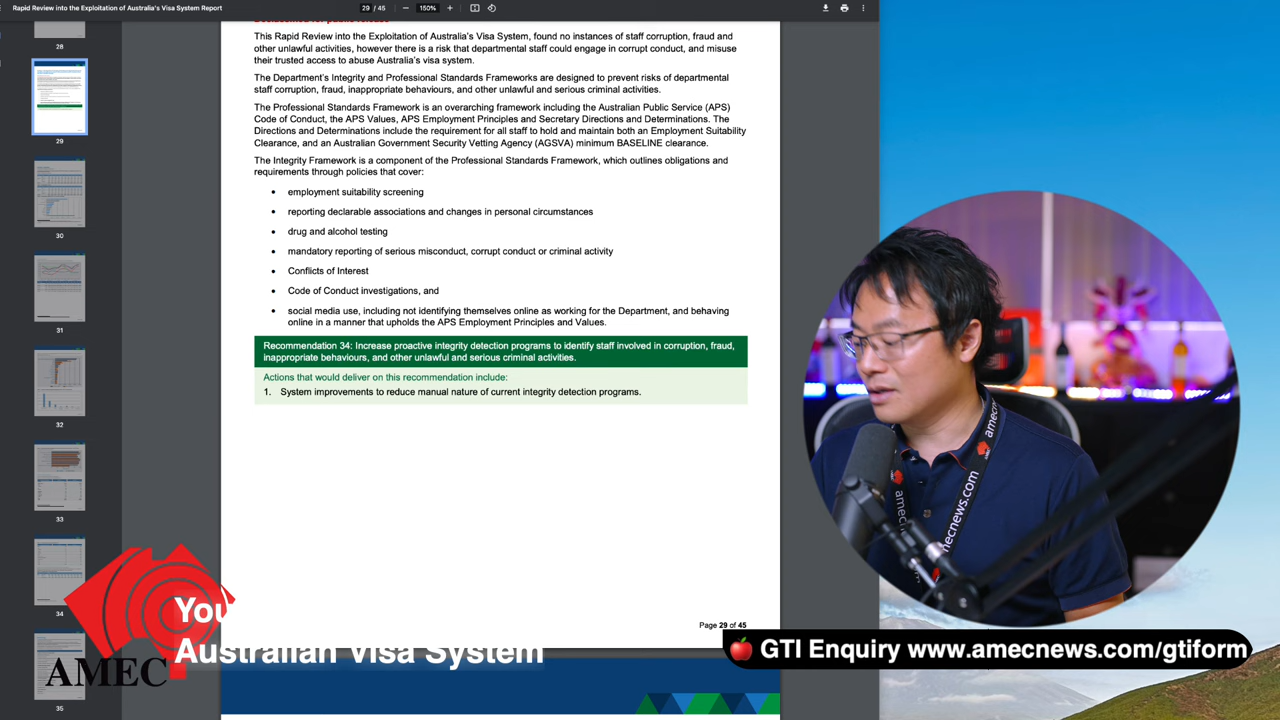 Rapid Review into the Exploitation of Australia's Visa System Report
29 / 45
150%
Declassified for public release
This Rapid Review into the Exploitation of Australia's Visa System, found no instances of staff corruption, fraud and
other unlawful activities, however there is a risk that departmental staff could engage in corrupt conduct, and misuse
their trusted access to abuse Australia's visa system.
The Department's Integrity and Professional Standards Frameworks are designed to prevent risks of departmental
staff corruption, fraud, inappropriate behaviours, and other unlawful and serious criminal activities.
The Professional Standards Framework is an overarching framework including the Australian Public Service (APS)
Code of Conduct, the APS Values, APS Employment Principles and Secretary Directions and Determinations. The
Directions and Determinations include the requirement for all staff to hold and maintain both an Employment Suitability
Clearance, and an Australian Government Security Vetting Agency (AGSVA) minimum BASELINE clearance.
The Integrity Framework is a component of the Professional Standards Framework, which outlines obligations and
requirements through policies that cover:
• employment suitability screening
• reporting declarable associations and changes in personal circumstances
• drug and alcohol testing
• mandatory reporting of serious misconduct, corrupt conduct or criminal activity
• Conflicts of Interest
• Code of Conduct investigations, and
• social media use, including not identifying themselves online as working for the Department, and behaving
online in a manner that upholds the APS Employment Principles and Values.
Recommendation 34: Increase proactive integrity detection programs to identify staff involved in corruption, fraud,
inappropriate behaviours, and other unlawful and serious criminal activities.
Actions that would deliver on this recommendation include:
1. System improvements to reduce manual nature of current integrity detection programs.
Page 29 of 45
28
29
30
31
32
33
34
35
amecnews.com
amec
You
Australian Visa System
AMEC
GTI Enquiry www.amecnews.com/gtiform